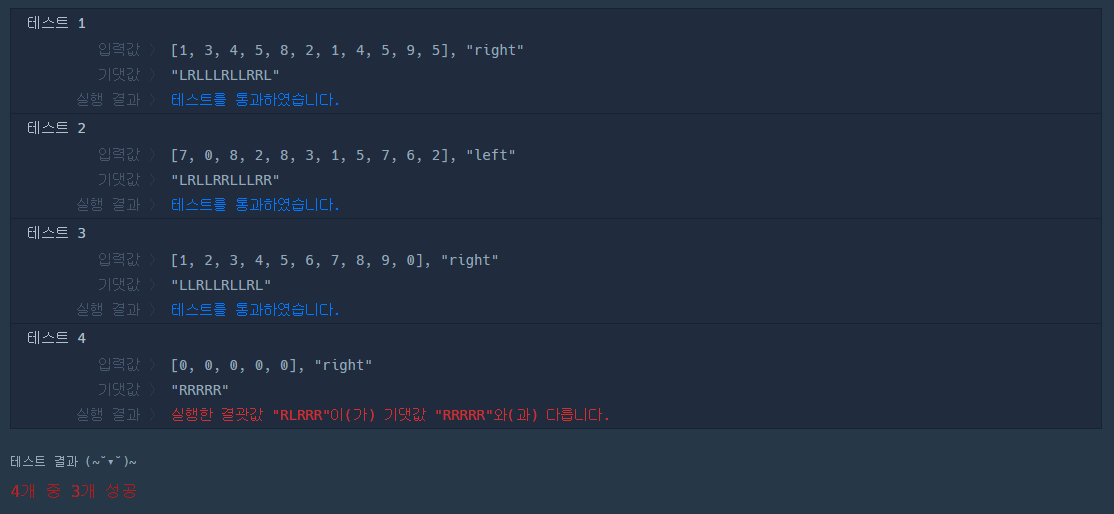 테스트 1
입력값 〉 [1, 3, 4, 5, 8, 2, 1, 4, 5, 9, 5], "right"
기댓값 〉 "LRLLLRLLRRL"
실행 결과 〉 테스트를 통과하였습니다.
테스트 2
입력값 〉 [7, 0, 8, 2, 8, 3, 1, 5, 7, 6, 2], "left"
기댓값 〉 "LRLLRRLLLRR"
실행 결과 〉 테스트를 통과하였습니다.
테스트 3
입력값 〉 [1, 2, 3, 4, 5, 6, 7, 8, 9, 0], "right"
기댓값 〉 "LLRLLRLLRL"
실행 결과 〉 테스트를 통과하였습니다.
테스트 4
입력값 〉 [0, 0, 0, 0, 0], "right"
기댓값 〉 "RRRRR"
실행 결과 〉 실행한 결괏값 "RLRRR"이(가) 기댓값 "RRRRR"와(과) 다릅니다.
테스트 결과 (~˘▾˘)~
4개 중 3개 성공